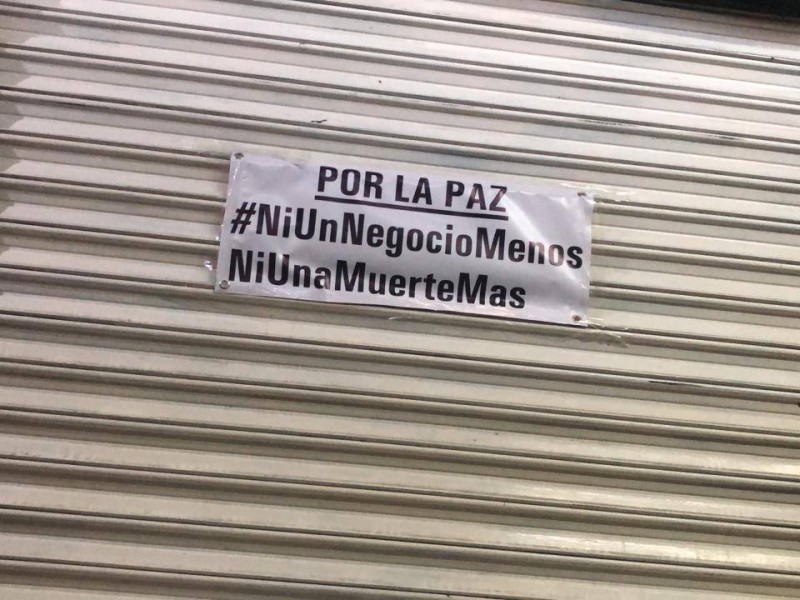 POR LA PAZ
#NiUnNegocioMenos
NiUnaMuerteMas